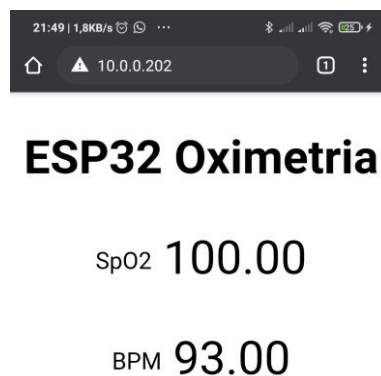 21:49 | 1,8KB/s ··· 25
10.0.0.202 1
ESP32 Oximetria
SpO2 100.00
BPM 93.00